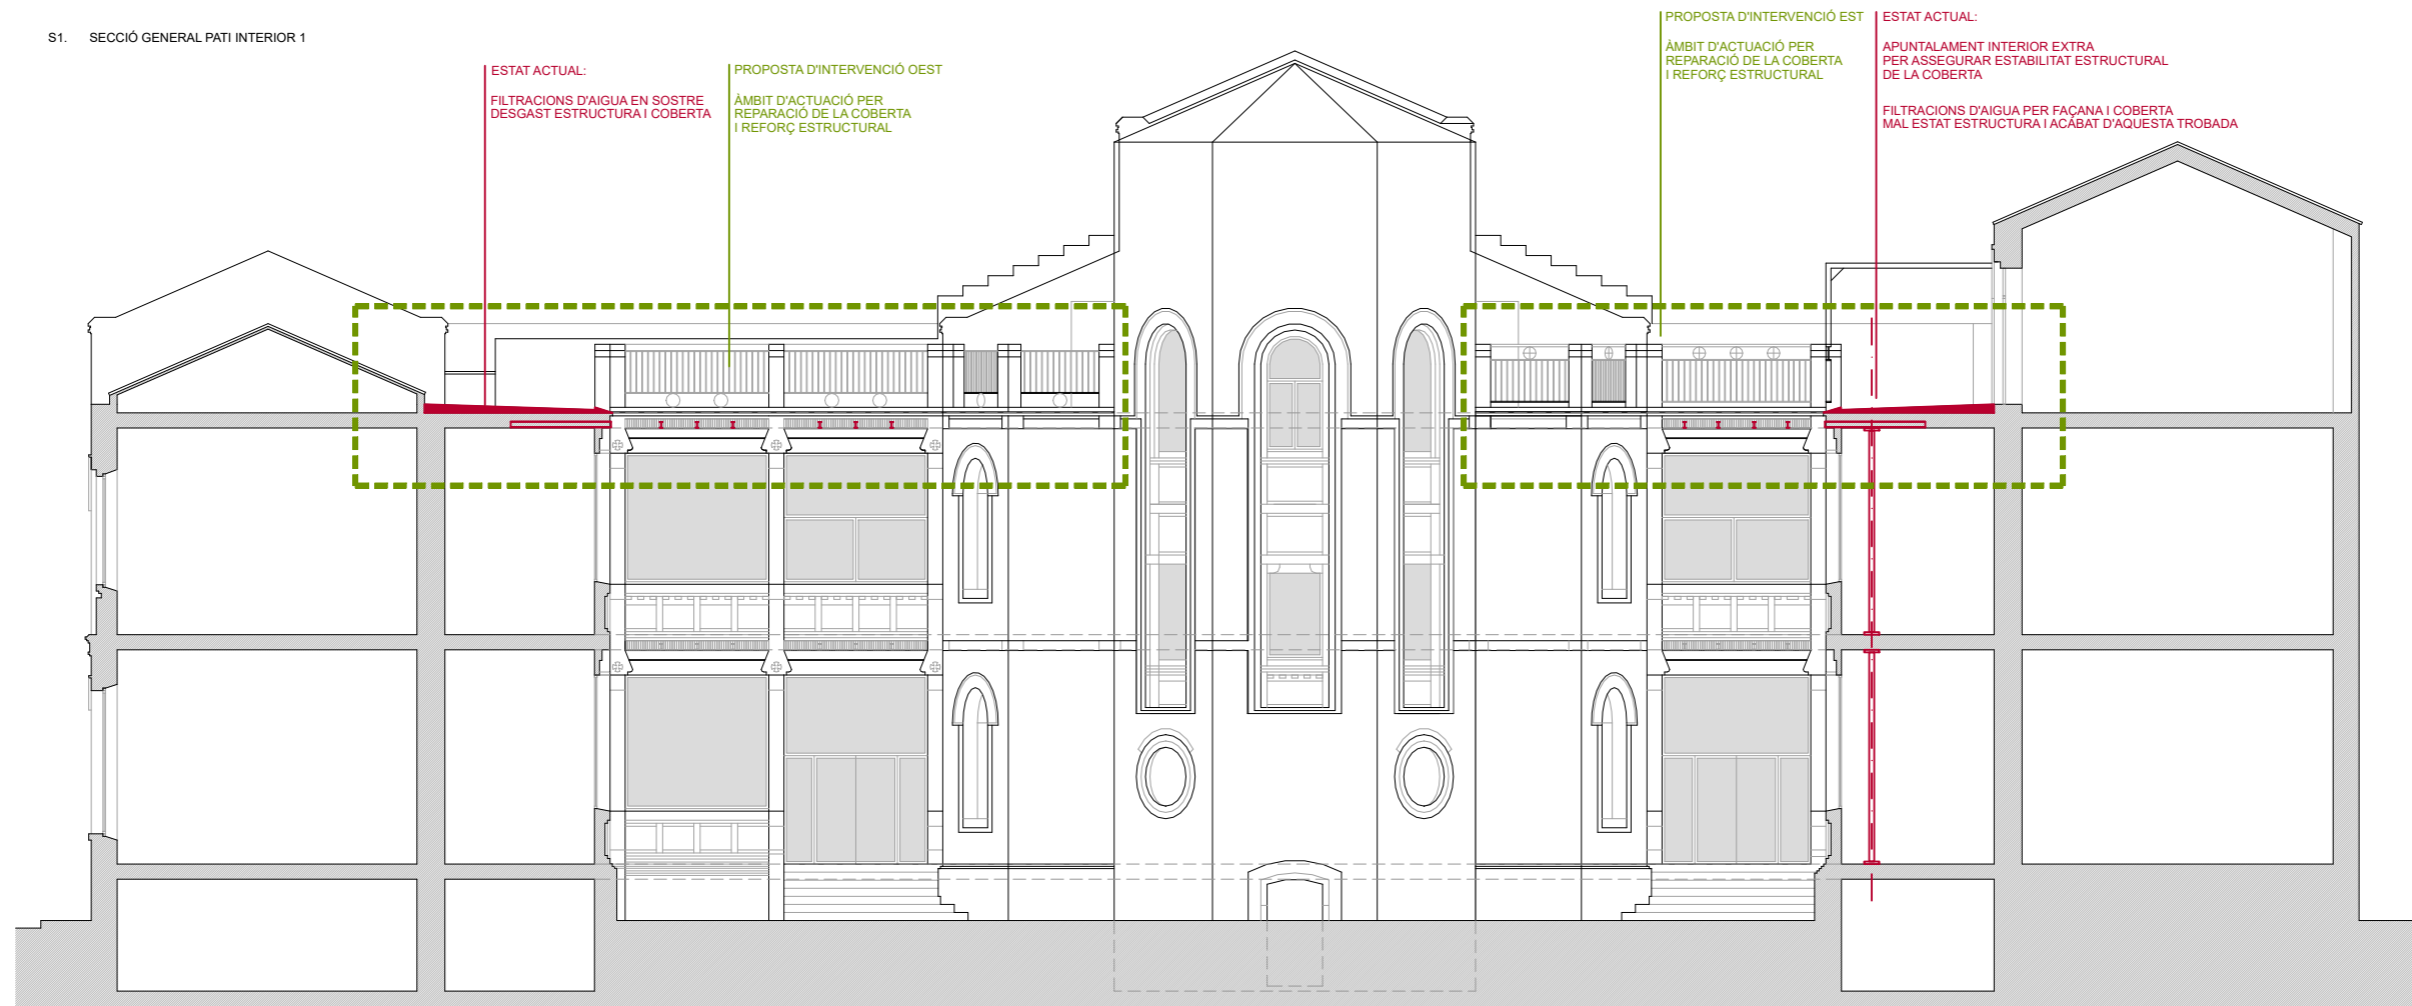 S1. SECCIÓ GENERAL PATI INTERIOR 1
ESTAT ACTUAL:
FILTRACIONS D'AIGUA EN SOSTRE
DESGAST ESTRUCTURA I COBERTA
PROPOSTA D'INTERVENCIÓ OEST
ÀMBIT D'ACTUACIÓ PER
REPARACIÓ DE LA COBERTA
I REFORÇ ESTRUCTURAL
PROPOSTA D'INTERVENCIÓ EST
ÀMBIT D'ACTUACIÓ PER
REPARACIÓ DE LA COBERTA
I REFORÇ ESTRUCTURAL
ESTAT ACTUAL:
APUNTALAMENT INTERIOR EXTRA
PER ASSEGURAR ESTABILITAT ESTRUCTURAL
DE LA COBERTA
FILTRACIONS D'AIGUA PER FAÇANA I COBERTA
MAL ESTAT ESTRUCTURA I ACABAT D'AQUESTA TROBADA